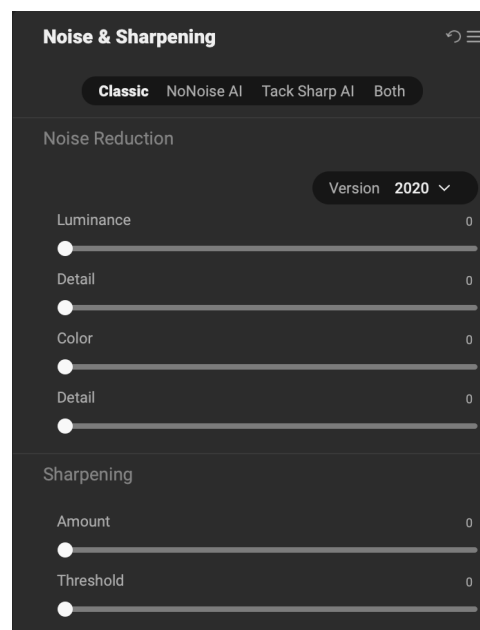 Noise & Sharpening
Classic NoNoise AI Tack Sharp AI Both
Noise Reduction
Version 2020
Luminance 0
Detail 0
Color 0
Detail 0
Sharpening
Amount 0
Threshold 0